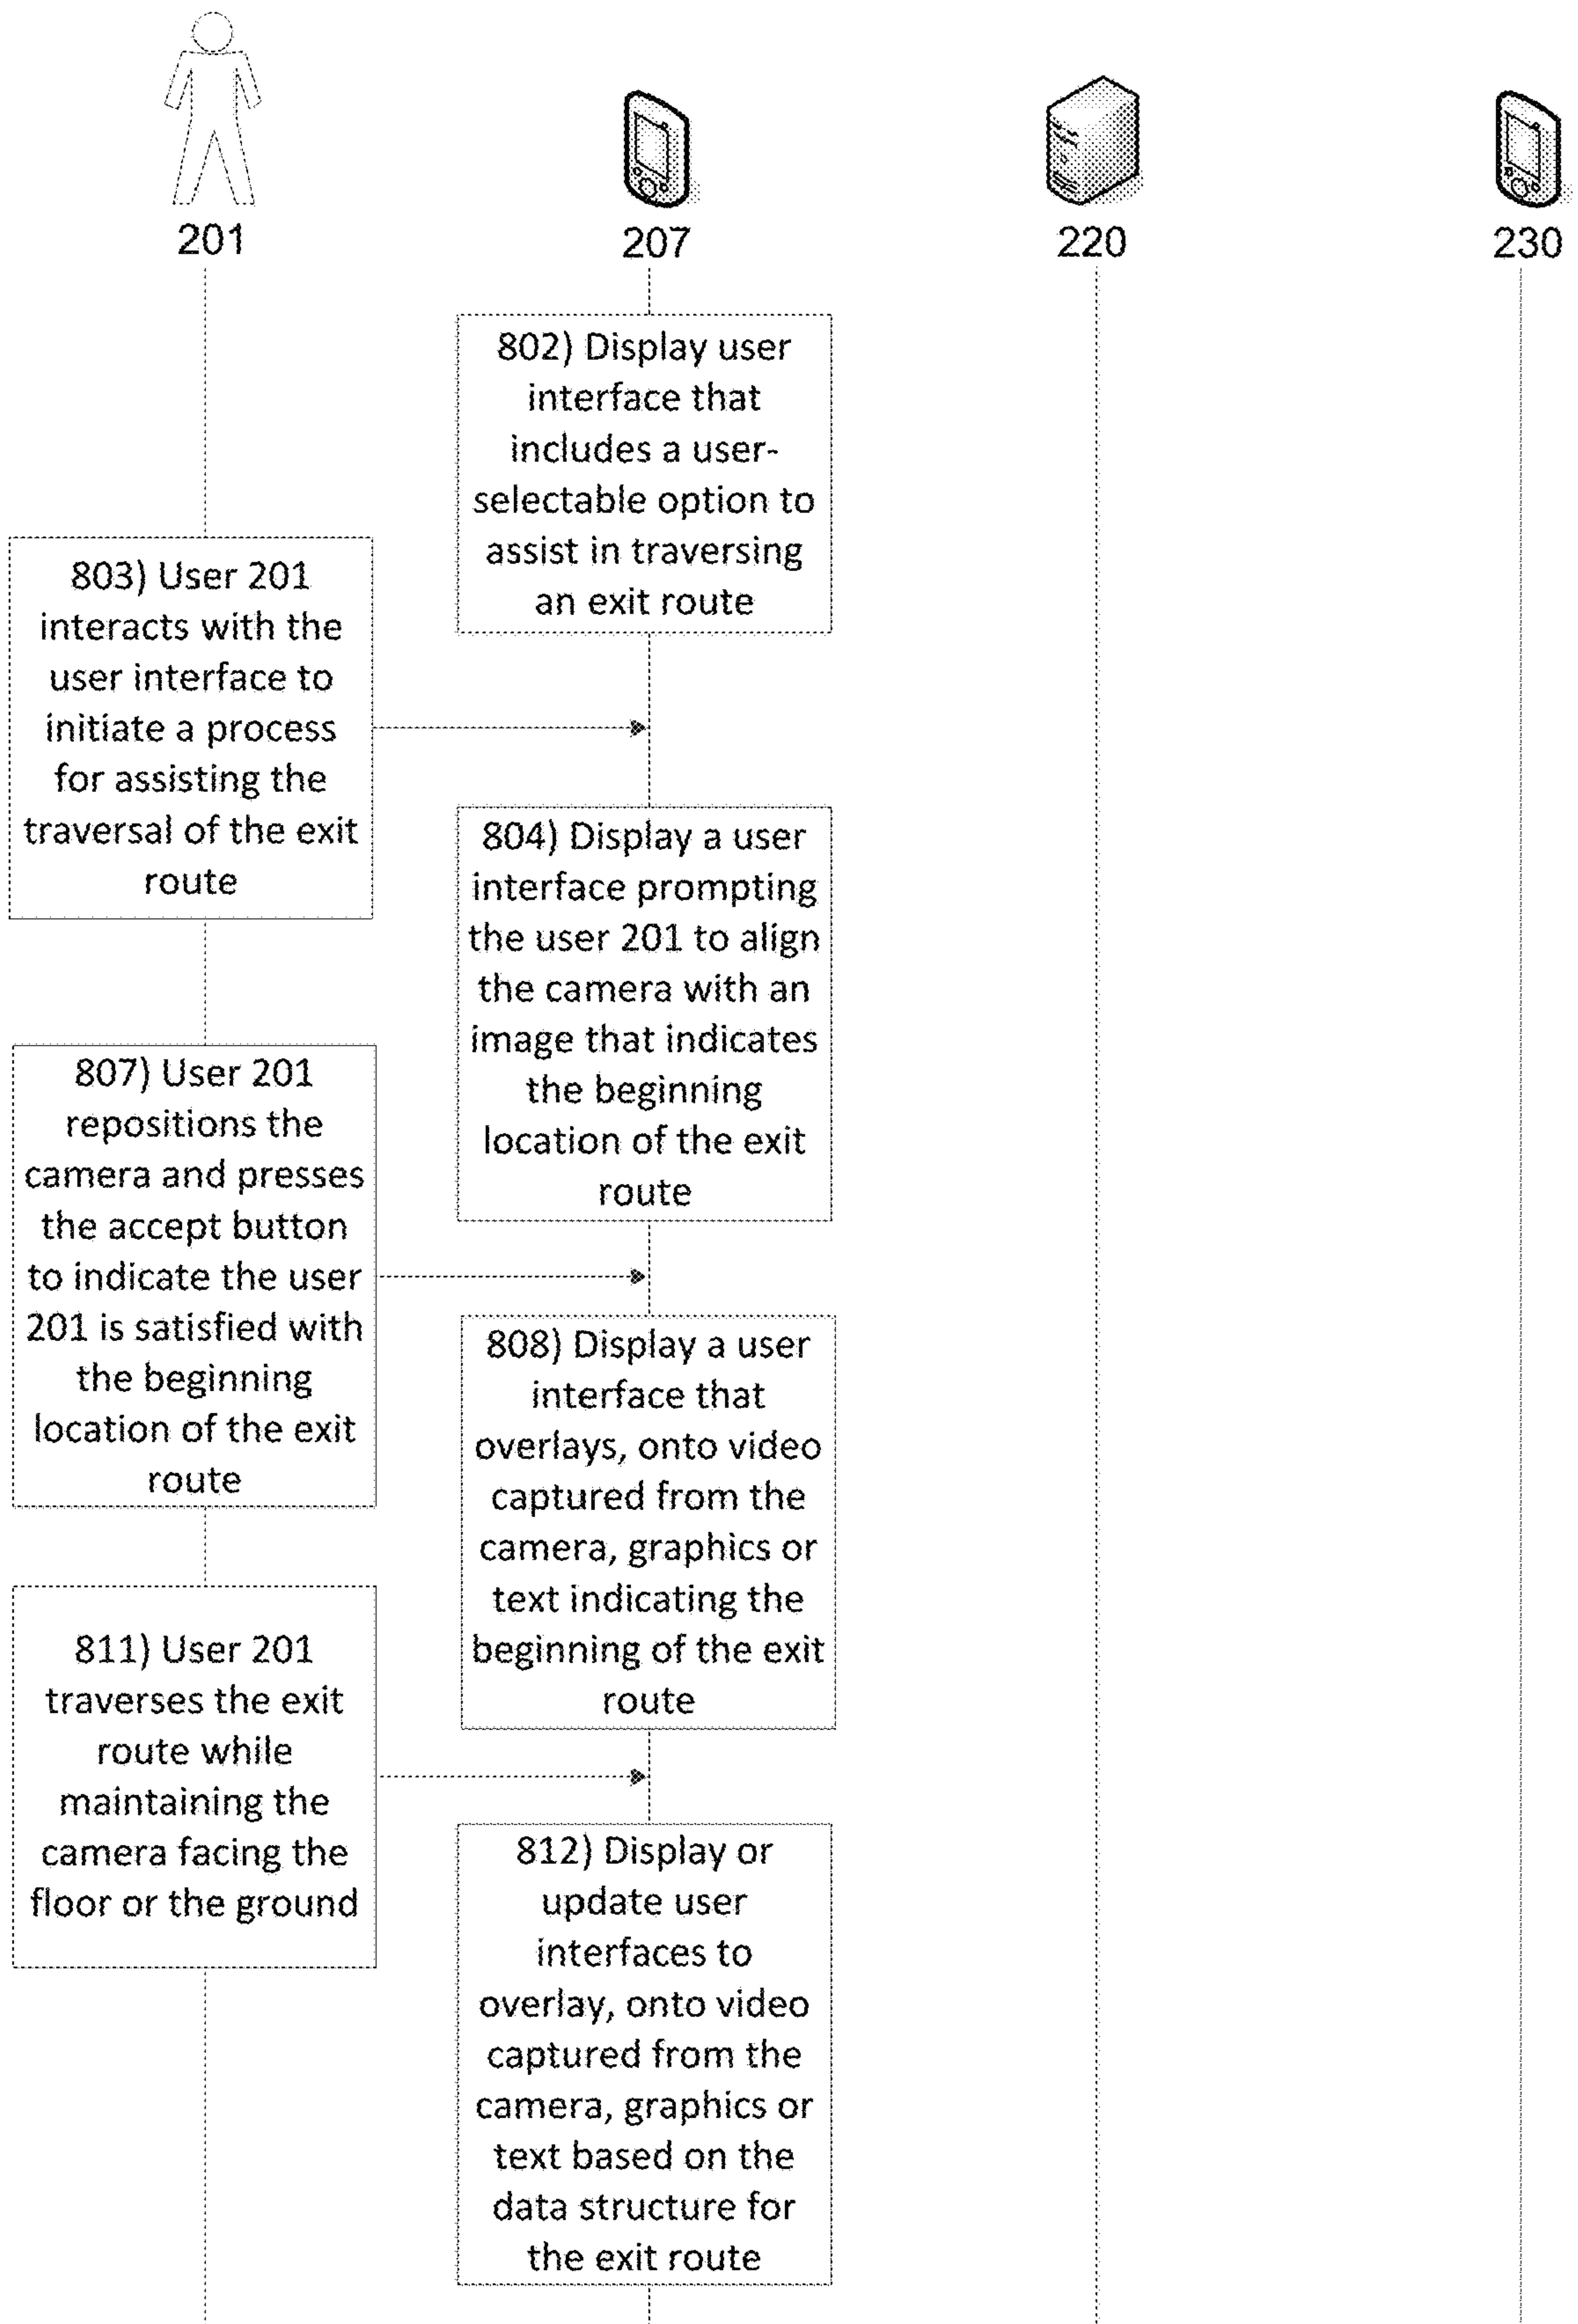 201
207
220
230
802) Display user
interface that
includes a user-
selectable option to
assist in traversing
an exit route
803) User 201
interacts with the
user interface to
initiate a process
for assisting the
traversal of the exit
route
804) Display a user
interface prompting
the user 201 to align
the camera with an
image that indicates
the beginning
location of the exit
route
807) User 201
repositions the
camera and presses
the accept button
to indicate the user
201 is satisfied with
the beginning
location of the exit
route
808) Display a user
interface that
overlays, onto video
captured from the
camera, graphics or
text indicating the
beginning of the exit
route
811) User 201
traverses the exit
route while
maintaining the
camera facing the
floor or the ground
812) Display or
update user
interfaces to
overlay, onto video
captured from the
camera, graphics or
text based on the
data structure for
the exit route